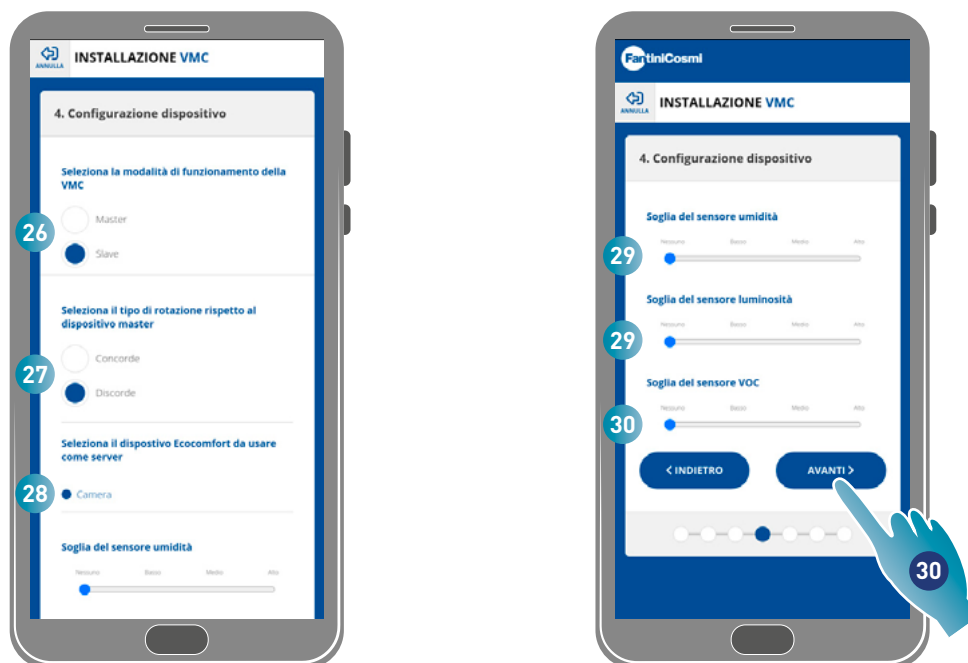 ANNULLA
INSTALLAZIONE VMC
4. Configurazione dispositivo
Seleziona la modalità di funzionamento della
VMC
26
Master
Slave
Seleziona il tipo di rotazione rispetto al
dispositivo master
27
Concorde
Discorde
Seleziona il dispostivo Ecocomfort da usare
come server
28
Camera
Soglia del sensore umidità
Nessuno Basso Medio Alto
FantiniCosmi
ANNULLA
INSTALLAZIONE VMC
4. Configurazione dispositivo
Soglia del sensore umidità
Nessuno Basso Medio Alto
29
Soglia del sensore luminosità
Nessuno Basso Medio Alto
29
Soglia del sensore VOC
Nessuno Basso Medio Alto
30
< INDIETRO
AVANTI >
30